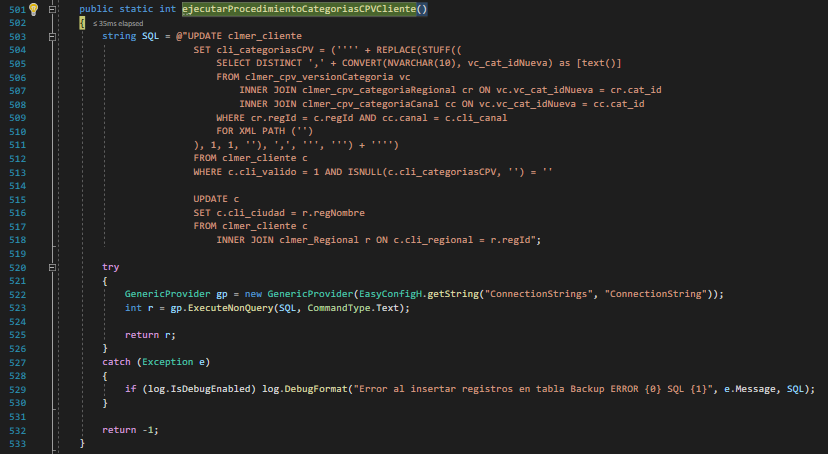 501 public static int ejecutarProcedimientoCategoriasCPVCliente()
502 { ≤ 35ms elapsed
503 string SQL = @"UPDATE clmer_cliente
504 SET cli_categoriasCPV = ('''' + REPLACE(STUFF((
505 SELECT DISTINCT ',' + CONVERT(NVARCHAR(10), vc_cat_idNueva) as [text()]
506 FROM clmer_cpv_versionCategoria vc
507 INNER JOIN clmer_cpv_categoriaRegional cr ON vc.vc_cat_idNueva = cr.cat_id
508 INNER JOIN clmer_cpv_categoriaCanal cc ON vc.vc_cat_idNueva = cc.cat_id
509 WHERE cr.regId = c.regId AND cc.canal = c.cli_canal
510 FOR XML PATH ('')
511 ), 1, 1, ''), ',', ''', ''') + '''')
512 FROM clmer_cliente c
513 WHERE c.cli_valido = 1 AND ISNULL(c.cli_categoriasCPV, '') = ''
514
515 UPDATE c
516 SET c.cli_ciudad = r.regNombre
517 FROM clmer_cliente c
518 INNER JOIN clmer_Regional r ON c.cli_regional = r.regId";
519
520 try
521 {
522 GenericProvider gp = new GenericProvider(EasyConfigH.getString("ConnectionStrings", "ConnectionString"));
523 int r = gp.ExecuteNonQuery(SQL, CommandType.Text);
524
525 return r;
526 }
527 catch (Exception e)
528 {
529 if (log.IsDebugEnabled) log.DebugFormat("Error al insertar registros en tabla Backup ERROR {0} SQL {1}", e.Message, SQL);
530 }
531
532 return -1;
533 }